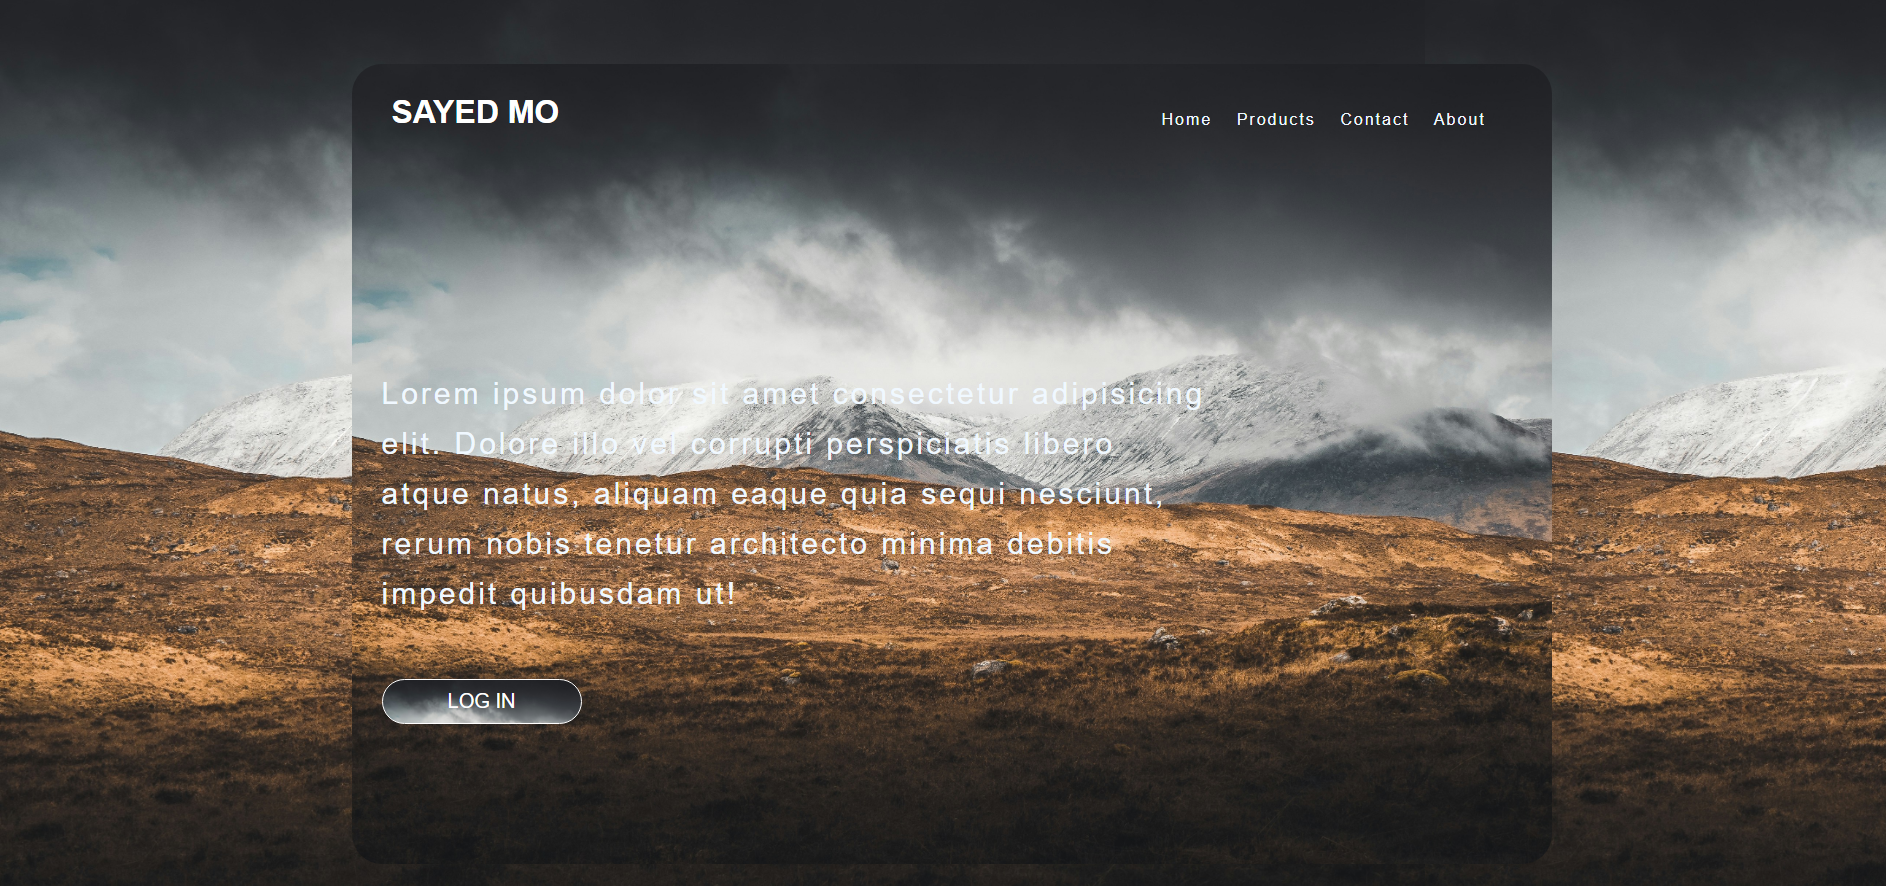 SAYED MO
Home Products Contact About
Lorem ipsum dolor sit amet consectetur adipisicing
elit. Dolore illo vel corrupti perspiciatis libero
atque natus, aliquam eaque quia sequi nesciunt,
rerum nobis tenetur architecto minima debitis
impedit quibusdam ut!
LOG IN